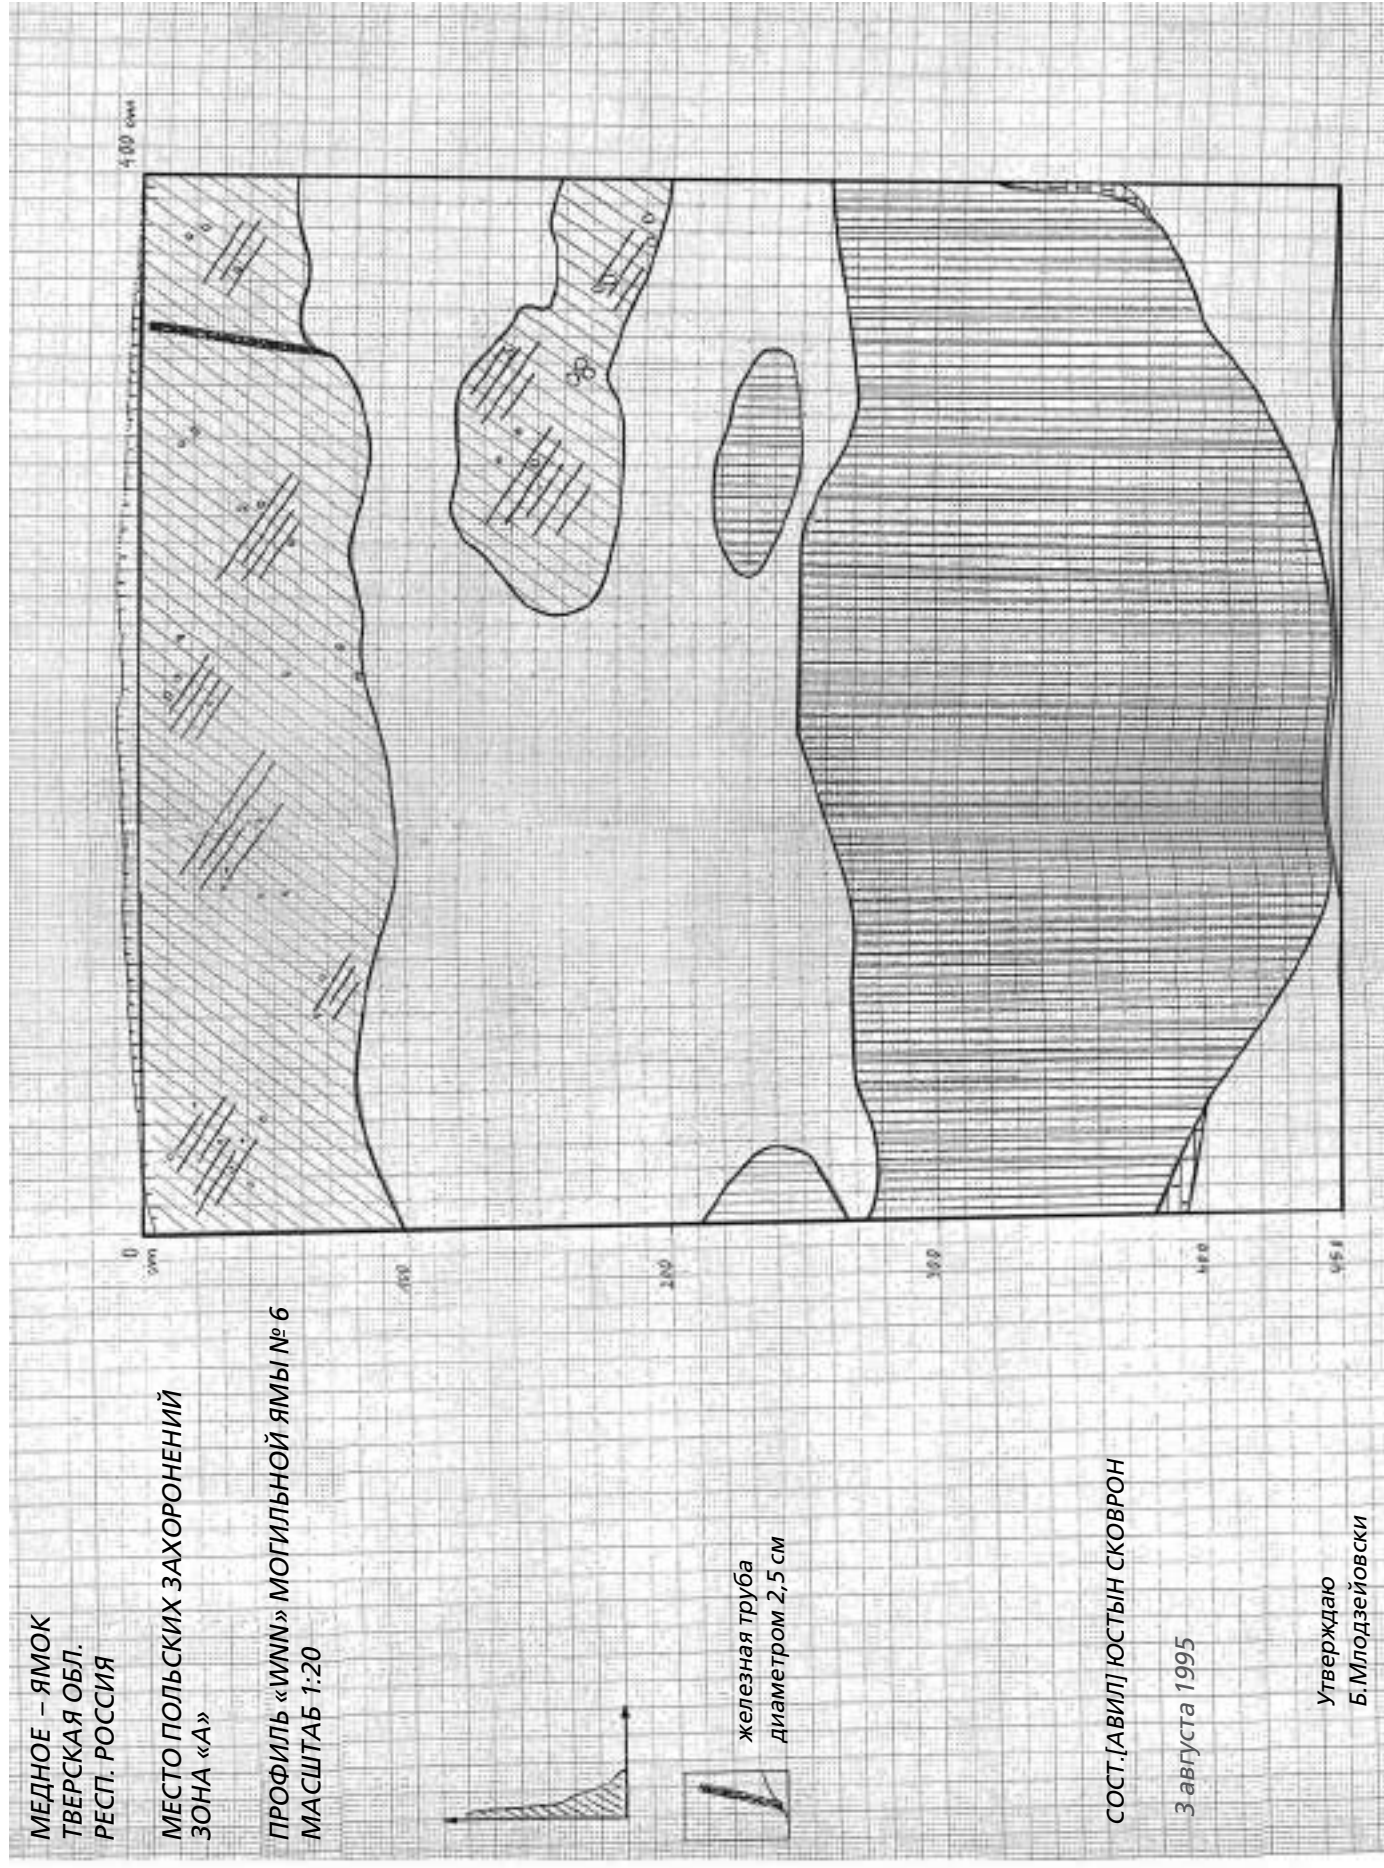 МЕДНОЕ – ЯМОК
ТВЕРСКАЯ ОБЛ.
РЕСП. РОССИЯ
МЕСТО ПОЛЬСКИХ ЗАХОРОНЕНИЙ
ЗОНА «А»
ПРОФИЛЬ «WNN» МОГИЛЬНОЙ ЯМЫ № 6
МАСШТАБ 1:20
железная труба
диаметром 2,5 см
СОСТ.[АВИЛ] ЮСТЫН СКОВРОН
3 августа 1995
Утверждаю
Б.Млодзейовски
0
cm
100
200
300
400
450
400 cm